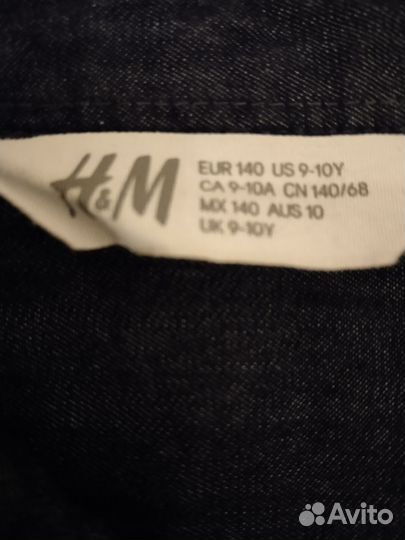 H&M
EUR 140 US 9-10Y
CA 9-10A CN 140/68
MX 140 AUS 10
UK 9-10Y
Avito